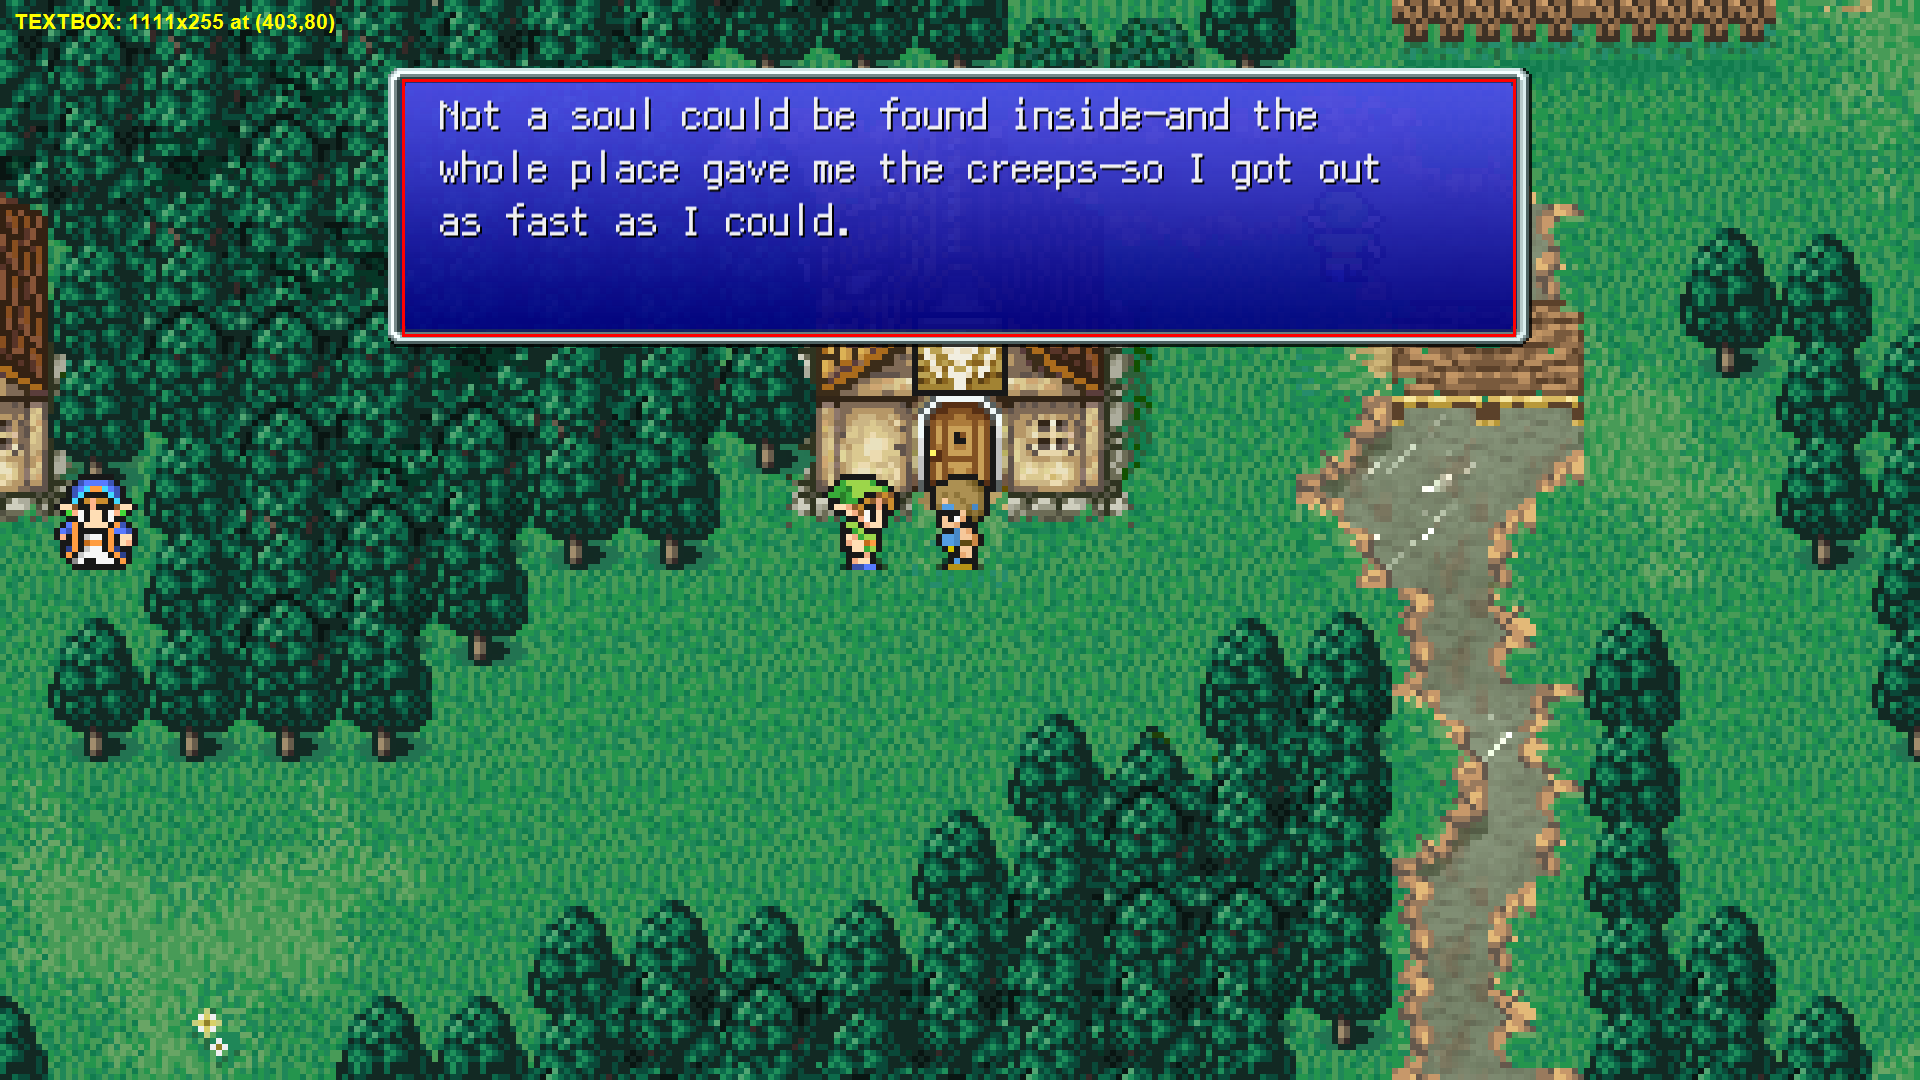 TEXTBOX: 1111x255 at (403,80)
Not a soul could be found inside—and the
whole place gave me the creeps—so I got out
as fast as I could.